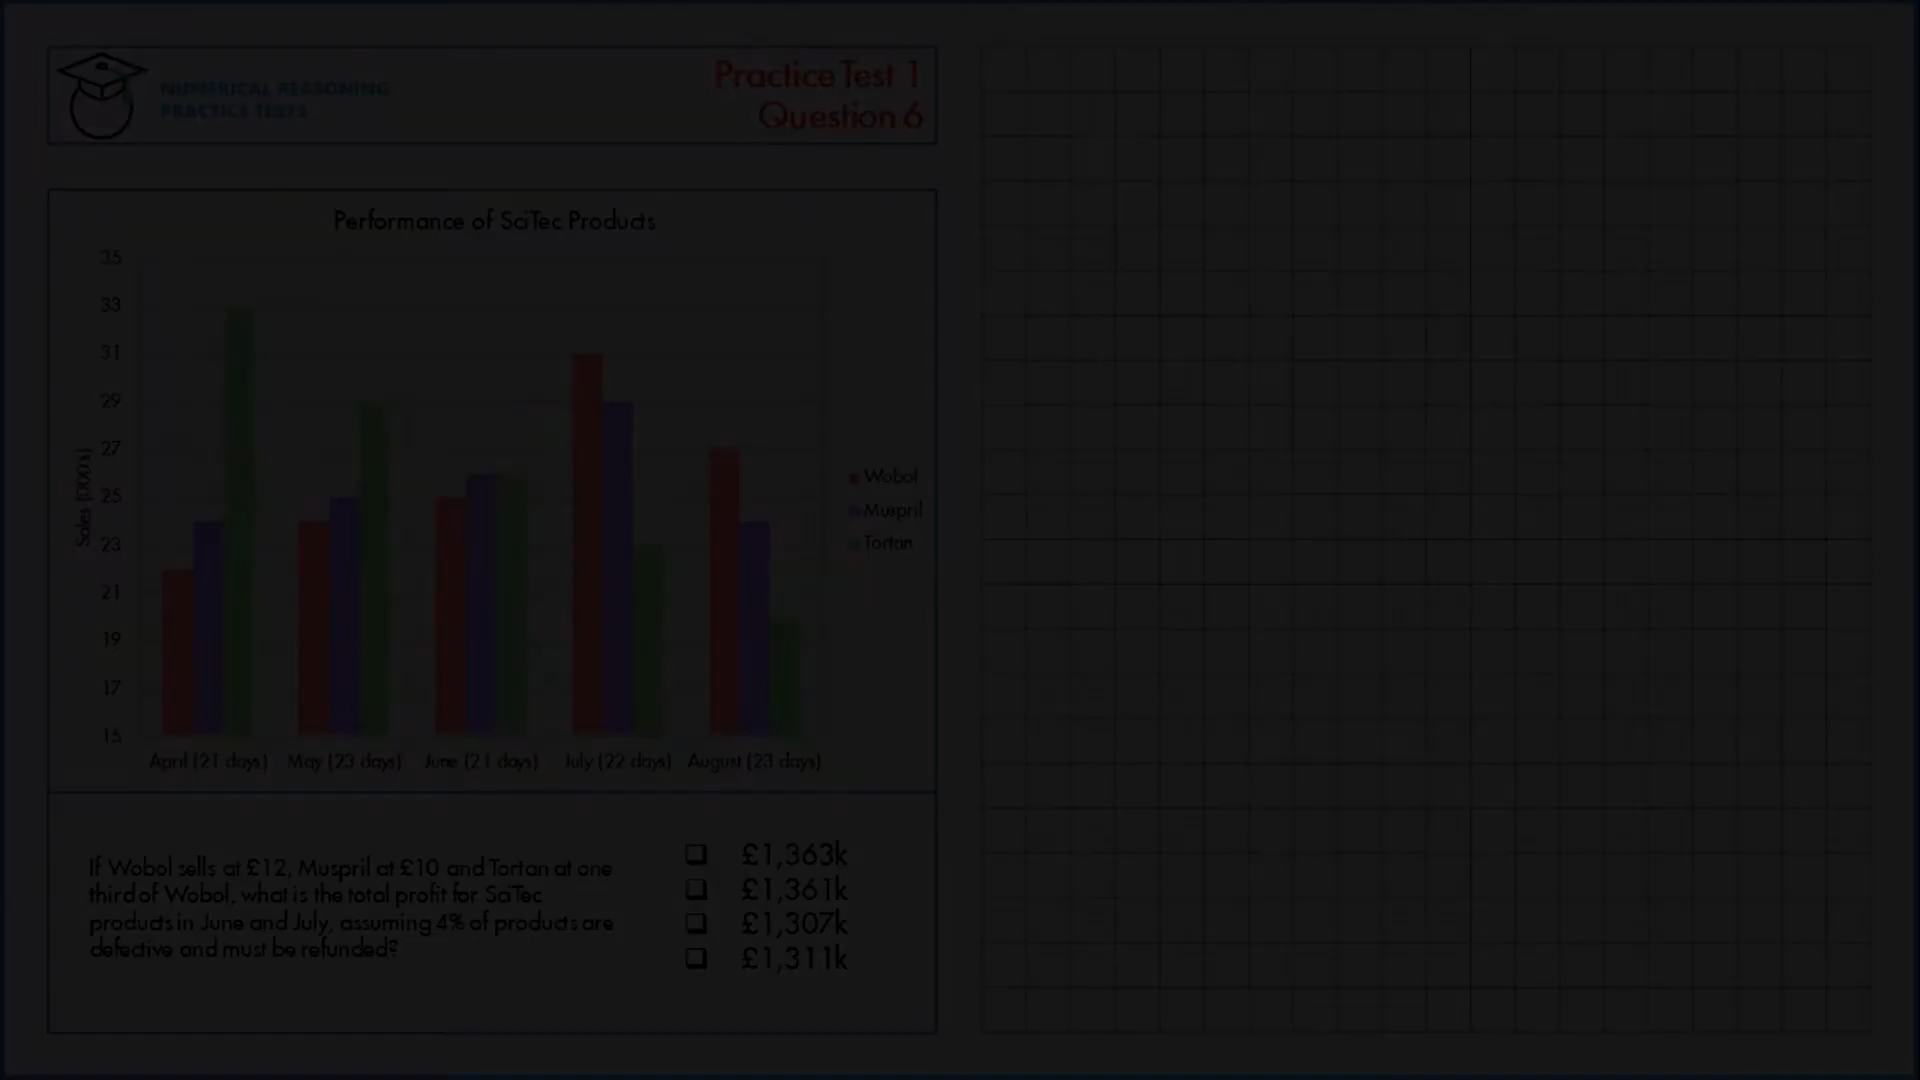 NUMERICAL REASONING
PRACTICE TESTS
Practice Test 1
Question 6
Performance of SciTec Products
35
33
31
29
27
25
23
21
19
17
15
Sales (000's)
April (21 days)
May (23 days)
June (21 days)
July (22 days)
August (23 days)
Wobol
Muspril
Tortan
If Wobol sells at £12, Muspril at £10 and Tortan at one
third of Wobol, what is the total profit for SciTec
products in June and July, assuming 4% of products are
defective and must be refunded?
❑ £1,363k
❑ £1,361k
❑ £1,307k
❑ £1,311k